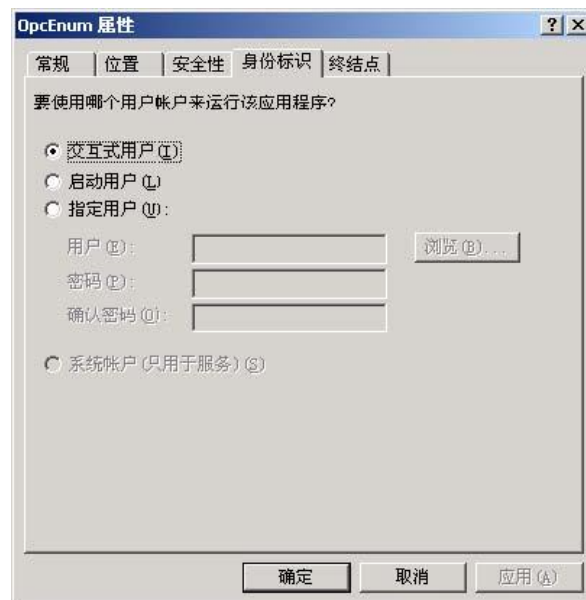 OpcEnum 属性
常规 位置 安全性 身份标识 终结点
要使用哪个用户帐户来运行该应用程序?
交互式用户(I)
启动用户(L)
指定用户(U):
用户(E): 浏览(B)...
密码(P):
确认密码(O):
系统帐户(只用于服务)(S)
确定 取消 应用(A)